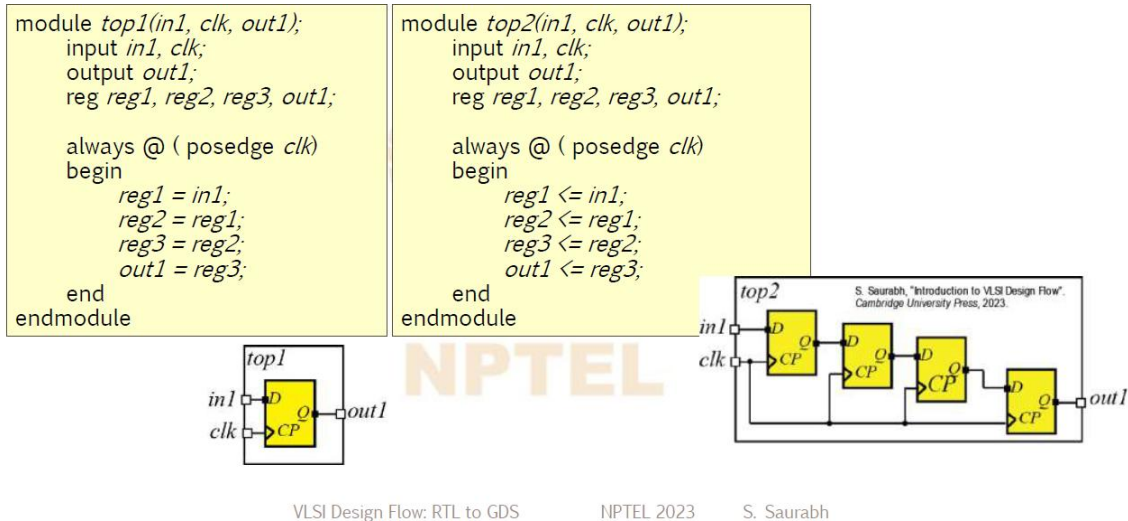 module top1(in1, clk, out1);
input in1, clk;
output out1;
reg reg1, reg2, reg3, out1;
always @ ( posedge clk)
begin
reg1 = in1;
reg2 = reg1;
reg3 = reg2;
out1 = reg3;
end
endmodule
module top2(in1, clk, out1);
input in1, clk;
output out1;
reg reg1, reg2, reg3, out1;
always @ ( posedge clk)
begin
reg1 <= in1;
reg2 <= reg1;
reg3 <= reg2;
out1 <= reg3;
end
endmodule
top1
in1 D Q out1
clk CP
NPTEL
top2
S. Saurabh, "Introduction to VLSI Design Flow".
Cambridge University Press, 2023.
in1 D Q D Q D Q D Q out1
clk CP CP CP CP
VLSI Design Flow: RTL to GDS NPTEL 2023 S. Saurabh